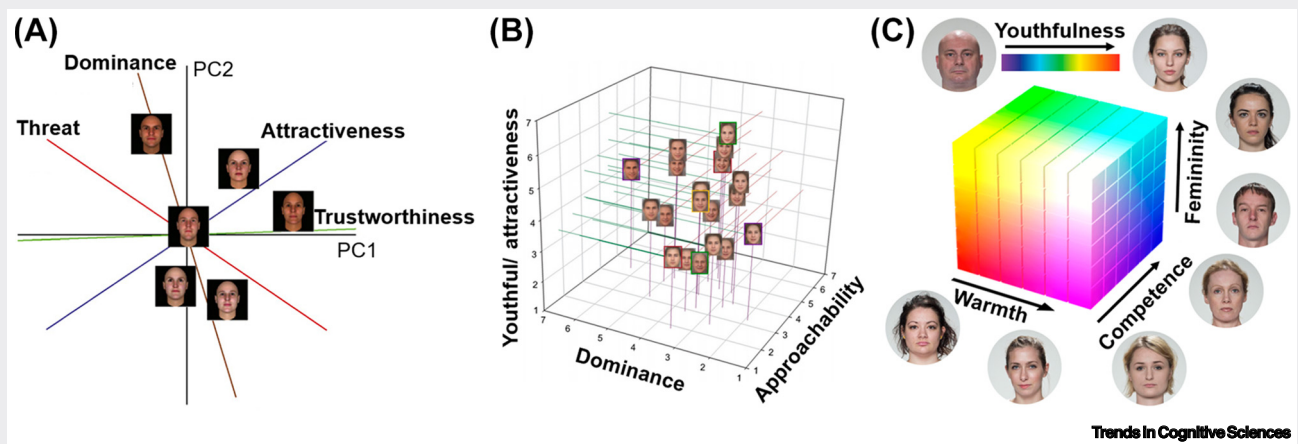 (A)
Dominance
PC2
Threat
Attractiveness
Trustworthiness
PC1
(B)
Youthful/ attractiveness
7
6
5
4
3
2
1
7
6
5
4
3
2
1
Dominance
1
2
3
4
5
6
7
Approachability
(C)
Youthfulness
Femininity
Competence
Warmth
Trends in Cognitive Sciences